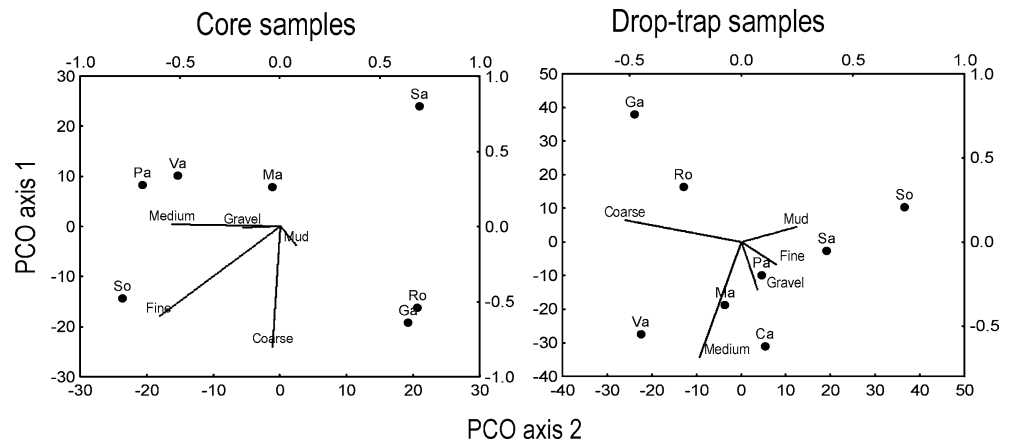 Core samples
Drop-trap samples
-1.0 -0.5 0.0 0.5 1.0
-0.5 0.0 0.5 1.0
30 1.0
20
10 0.5
0 0.0
-10
-20 -0.5
-30 -1.0
-30 -20 -10 0 10 20 30
Sa
Va
Pa
Ma
Medium
Gravel
Mud
So
Fine
Ro
Ga
Coarse
PCO axis 1
50 1.0
40
30 0.5
20
10
0 0.0
-10
-20
-30 -0.5
-40
-40 -30 -20 -10 0 10 20 30 40 50
Ga
Ro
So
Coarse
Mud
Sa
Fine
Pa
Gravel
Ma
Va
Ca
Medium
PCO axis 2